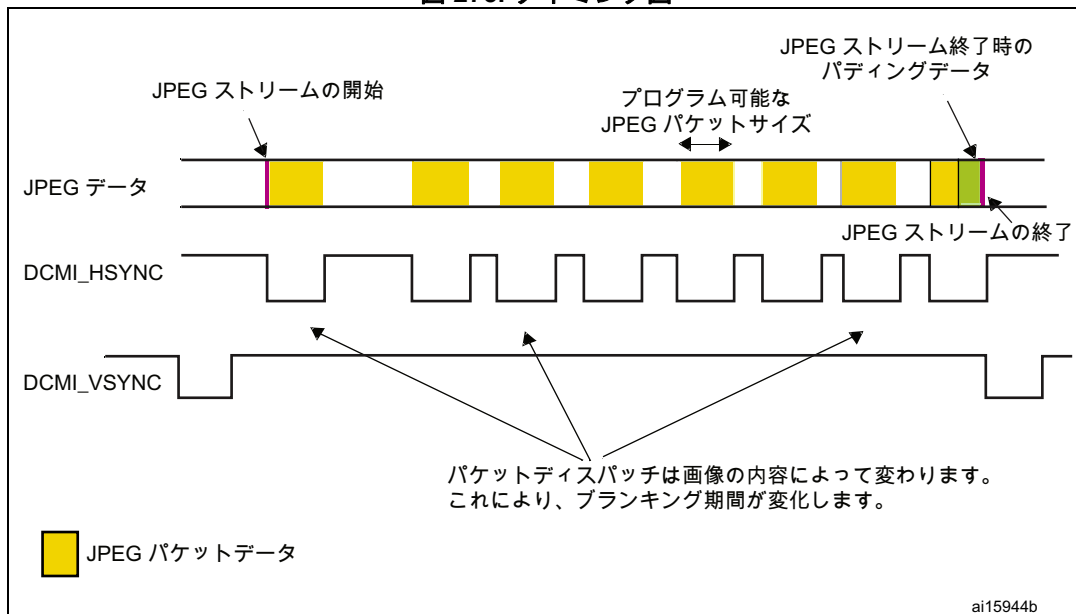 JPEG ストリーム終了時の
パディングデータ
JPEG ストリームの開始
プログラム可能な
JPEG パケットサイズ
JPEG データ
JPEG ストリームの終了
DCMI_HSYNC
DCMI_VSYNC
パケットディスパッチは画像の内容によって変わります。
これにより、ブランキング期間が変化します。
JPEG パケットデータ
ai15944b